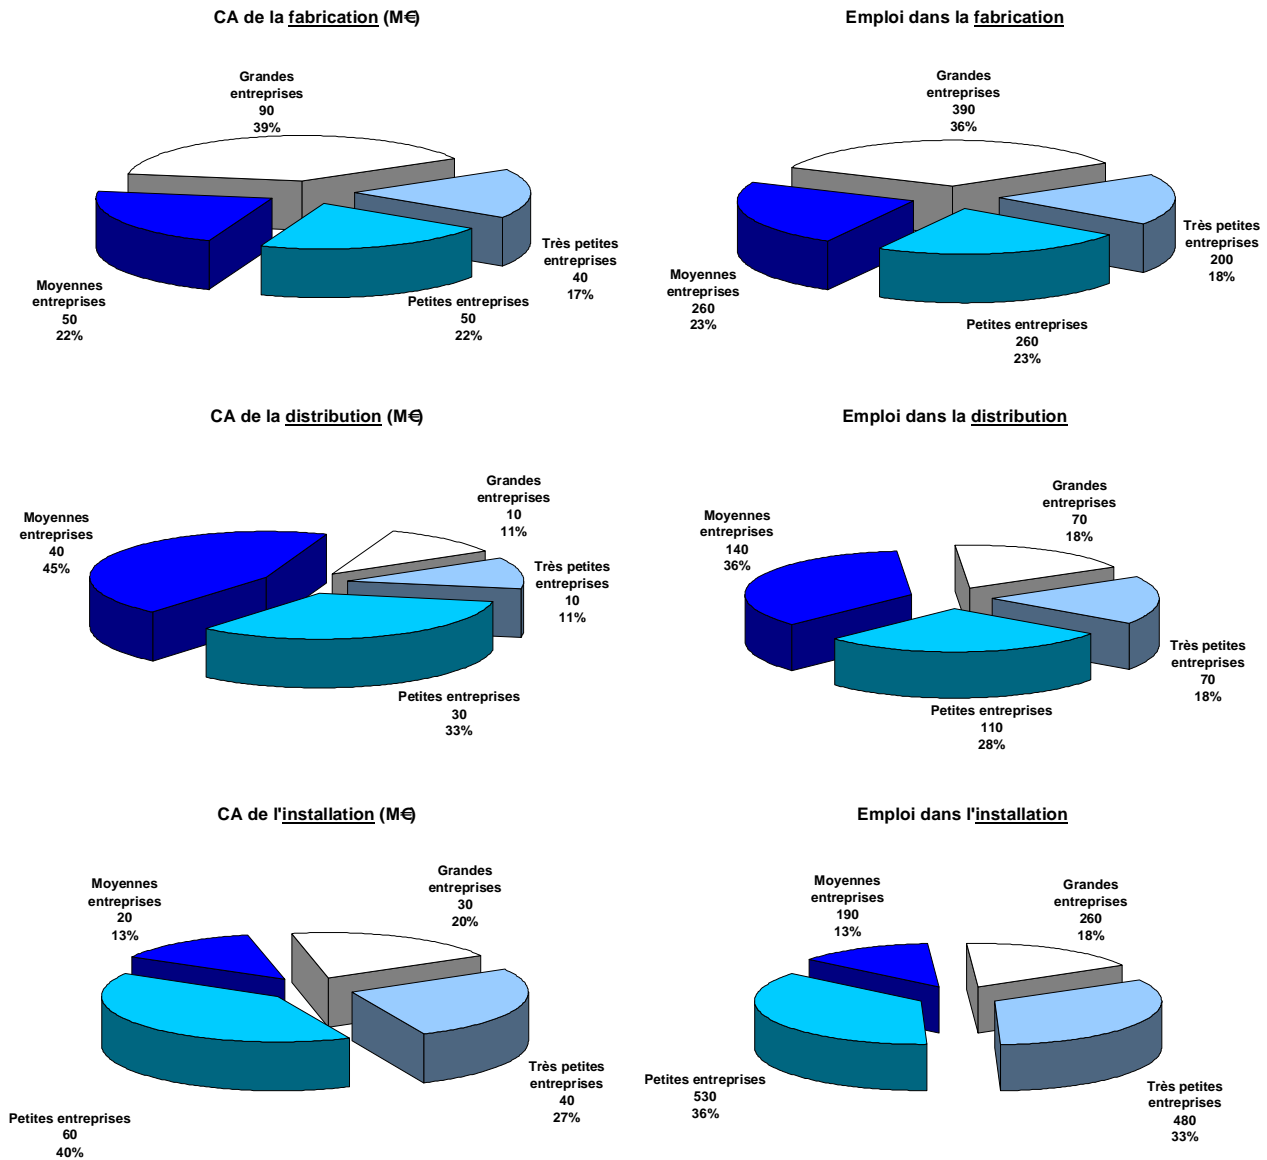 CA de la fabrication (M€)
Grandes
entreprises
90
39%
Très petites
entreprises
40
17%
Petites entreprises
50
22%
Moyennes
entreprises
50
22%
Emploi dans la fabrication
Grandes
entreprises
390
36%
Très petites
entreprises
200
18%
Petites entreprises
260
23%
Moyennes
entreprises
260
23%
CA de la distribution (M€)
Grandes
entreprises
10
11%
Très petites
entreprises
10
11%
Petites entreprises
30
33%
Moyennes
entreprises
40
45%
Emploi dans la distribution
Grandes
entreprises
70
18%
Très petites
entreprises
70
18%
Petites entreprises
110
28%
Moyennes
entreprises
140
36%
CA de l'installation (M€)
Grandes
entreprises
30
20%
Très petites
entreprises
40
27%
Petites entreprises
60
40%
Moyennes
entreprises
20
13%
Emploi dans l'installation
Grandes
entreprises
260
18%
Très petites
entreprises
480
33%
Petites entreprises
530
36%
Moyennes
entreprises
190
13%